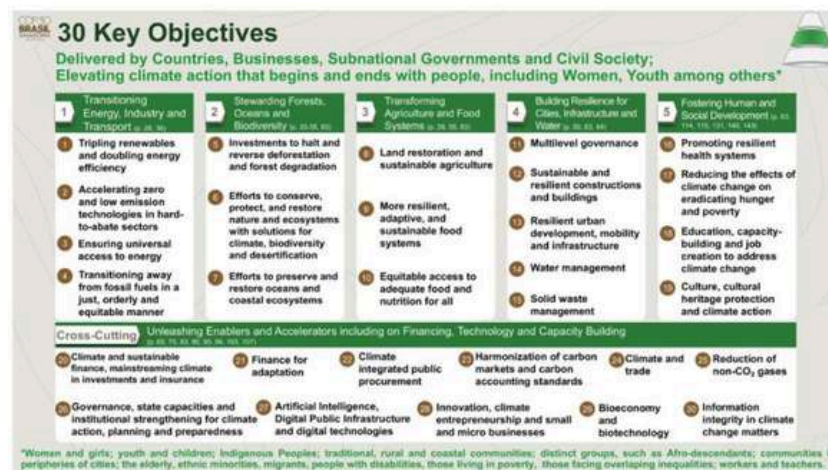 COP30
BRASIL
30 Key Objectives
Delivered by Countries, Businesses, Subnational Governments and Civil Society;
Elevating climate action that begins and ends with people, including Women, Youth among others*
1
Transitioning
Energy, Industry and
Transport (p. 28, 36)
1 Tripling renewables
and doubling energy
efficiency
2 Accelerating zero
and low emission
technologies in hard-
to-abate sectors
3 Ensuring universal
access to energy
4 Transitioning away
from fossil fuels in a
just, orderly and
equitable manner
2
Stewarding Forests,
Oceans and
Biodiversity
5 Investments to halt and
reverse deforestation
and forest degradation
6 Efforts to conserve,
protect, and restore
nature and ecosystems
with solutions for
climate, biodiversity
and desertification
7 Efforts to preserve and
restore oceans and
coastal ecosystems
3
Transforming
Agriculture and Food
Systems
8 Land restoration and
sustainable agriculture
9 More resilient,
adaptive, and
sustainable food
systems
10 Equitable access to
adequate food and
nutrition for all
4
Building Resilience for
Cities, Infrastructure and
Water
11 Multilevel governance
12 Sustainable and
resilient constructions
and buildings
13 Resilient urban
development, mobility
and infrastructure
14 Water management
15 Solid waste
management
5
Fostering Human and
Social Development
16 Promoting resilient
health systems
17 Reducing the effects of
climate change on
eradicating hunger
and poverty
18 Education, capacity-
building and job
creation to address
climate change
19 Culture, cultural
heritage protection
and climate action
Cross-Cutting
Unleashing Enablers and Accelerators including on Financing, Technology and Capacity Building
20 Climate and sustainable
finance, mainstreaming climate
in investments and insurance
21 Finance for
adaptation
22 Climate
integrated public
procurement
23 Harmonization of carbon
markets and carbon
accounting standards
24 Climate and
trade
25 Reduction of
non-CO₂ gases
26 Governance, state capacities and
institutional strengthening for climate
action, planning and preparedness
27 Artificial Intelligence,
Digital Public Infrastructure
and digital technologies
28 Innovation, climate
entrepreneurship and small
and micro businesses
29 Bioeconomy
and
biotechnology
30 Information
integrity in climate
change matters
*Women and girls; youth and children; Indigenous Peoples; traditional, rural and coastal communities; distinct groups, such as Afro-descendants; communities
peripheries of cities; the elderly, ethnic minorities, migrants, people with disabilities, those living in poverty, those facing overlaping inequalities; workers and teachers